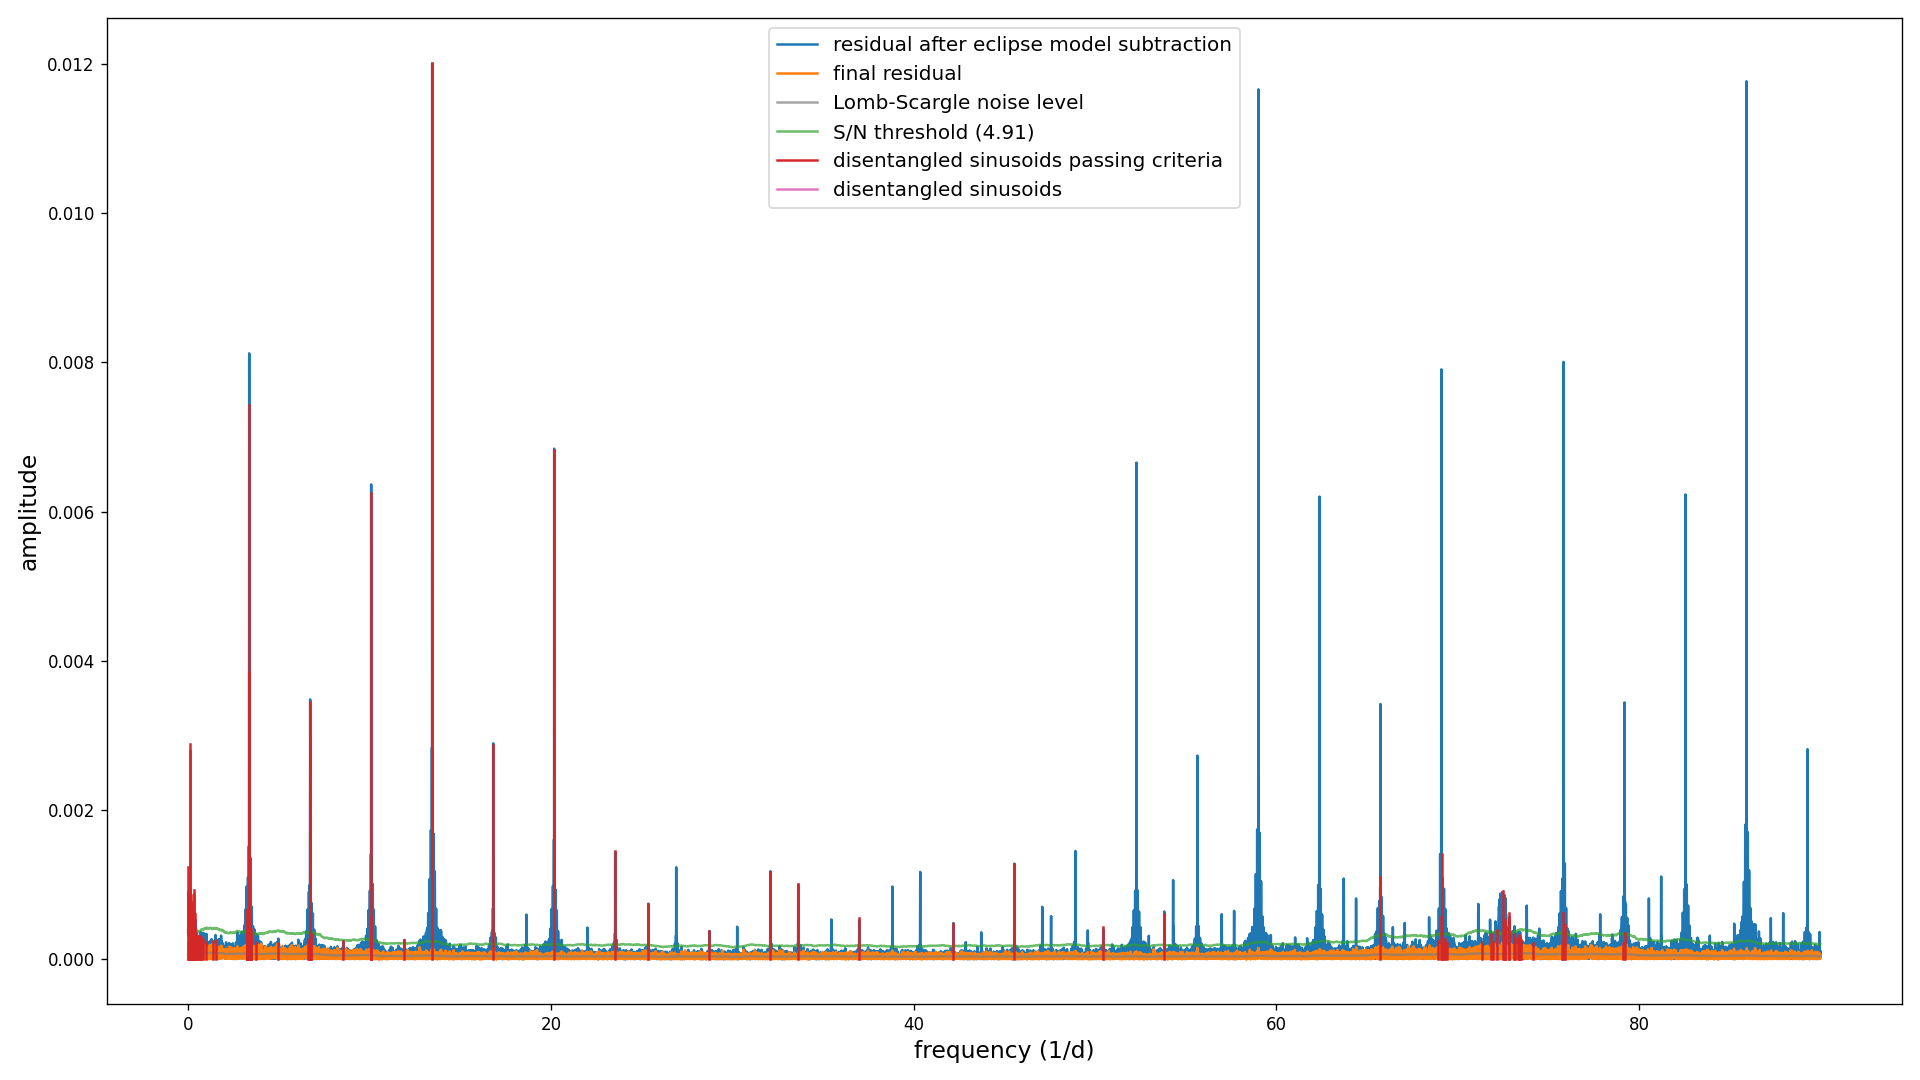 residual after eclipse model subtraction
final residual
Lomb-Scargle noise level
S/N threshold (4.91)
disentangled sinusoids passing criteria
disentangled sinusoids
0.012
0.010
0.008
0.006
0.004
0.002
0.000
amplitude
0 20 40 60 80
frequency (1/d)